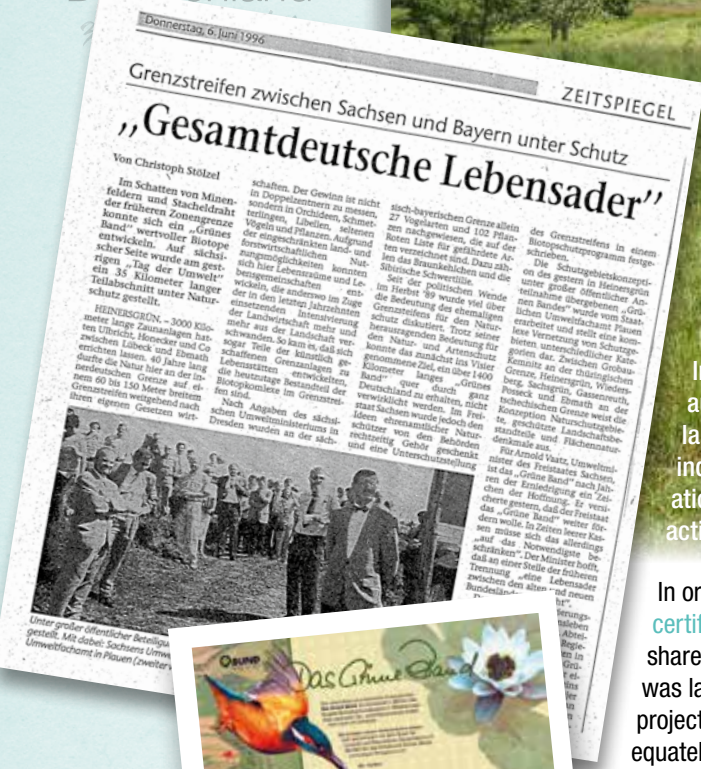 Donnerstag, 6. Juni 1996
ZEITSPIEGEL
Grenzstreifen zwischen Sachsen und Bayern unter Schutz
„Gesamtdeutsche Lebensader”
Von Christoph Stölzel
Im Schatten von Minen-
feldern und Stacheldraht
der früheren Zonengrenze
konnte sich ein „Grünes
Band” wertvoller Biotope
entwickeln. Auf sächsi-
scher Seite wurde am gest-
rigen „Tag der Umwelt”
ein 35 Kilometer langer
Teilabschnitt unter Natur-
schutz gestellt.
HEINERSGRÜN. – 3000 Kilo-
meter lange Zaunanlagen hat-
ten Ulbricht, Honecker und Co
zwischen Lübeck und Ebmath
errichten lassen. 40 Jahre lang
durfte die Natur hier an der in-
nerdeutschen Grenze auf ei-
nem 60 bis 150 Meter breitem
Grenzstreifen weitgehend nach
ihren eigenen Gesetzen wirt-
schaften. Der Gewinn ist nicht
in Doppelzentnern zu messen,
sondern in Orchideen, Schmet-
terlingen, Libellen, seltenen
Vögeln und Pflanzen. Aufgrund
der eingeschränkten land- und
forstwirtschaftlichen Nut-
zungsmöglichkeiten konnten
sich hier Lebensräume und Le-
bensgemeinschaften ent-
wickeln, die anderswo im Zuge
der in den letzten Jahrzehnten
einsetzenden Intensivierung
der Landwirtschaft mehr und
mehr aus der Landschaft ver-
schwanden. So kam es, daß sich
sogar Teile der künstlich ge-
schaffenen Grenzanlagen zu
Lebensstätten entwickelten,
die heutzutage Bestandteil der
Biotopkomplexe im Grenzstrei-
fen sind.
Nach Angaben des sächsi-
schen Umweltministeriums in
Dresden wurden an der säch-
sisch-bayerischen Grenze allein
27 Vogelarten und 102 Pflan-
zen nachgewiesen, die auf der
Roten Liste für gefährdete Ar-
ten verzeichnet sind. Dazu zäh-
len das Braunkehlchen und die
Sibirische Schwertlilie.
Seit der politischen Wende
im Herbst '89 wurde viel über
die Bedeutung des ehemaligen
Grenzstreifens für den Natur-
schutz diskutiert. Trotz seiner
herausragenden Bedeutung für
den Natur- und Artenschutz
konnte das zunächst ins Visier
genommene Ziel, ein über 1400
Kilometer langes „Grünes
Band” quer durch ganz
Deutschland zu erhalten, nicht
verwirklicht werden. Im Frei-
staat Sachsen wurde jedoch den
Ideen ehrenamtlicher Natur-
schützer von den Behörden
rechtzeitig Gehör geschenkt
und eine Unterschutzstellung
des Grenzstreifens in einem
Biotopschutzprogramm festge-
schrieben.
Die Schutzgebietskonzepti-
on des gestern in Heinersgrün
unter großer öffentlicher An-
teilnahme übergebenen „Grü-
nen Bandes” wurde vom Staat-
lichen Umweltfachamt Plauen
erarbeitet und stellt eine kom-
plexe Vernetzung von Schutzge-
bieten unterschiedlicher Kate-
gorien dar. Zwischen Grobau-
Kemnitz an der thüringischen
Grenze, Heinersgrün, Wieders-
berg, Sachsgrün, Gassenreuth,
Posseck und Ebmath an der
tschechischen Grenze weist die
Konzeption Naturschutzgebie-
te, geschützte Landschaftsbe-
standteile und Flächennatur-
denkmale aus.
Für Arnold Vaatz, Umweltmi-
nister des Freistaates Sachsen,
ist das „Grüne Band” nach Jah-
ren der Erniedrigung ein Zei-
chen der Hoffnung. Er versi-
cherte gestern, daß der Freistaat
das „Grüne Band” weiter för-
dern wolle. In Zeiten leerer Kas-
sen müsse sich das allerdings
„auf das Notwendigste be-
schränken”. Der Minister hofft,
daß an einer Stelle der früheren
Trennung „eine Lebensader
zwischen den alten und neuen
Unter großer öffentlicher Beteiligu
gestellt. Mit dabei: Sachsens Umw
Umweltfachamt in Plauen (zweiter v
BUND
Das Grüne Band
la
ind
atio
acti
In or
certif
share
was la
project
equatel